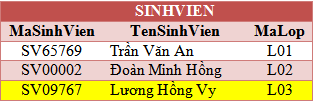 SINHVIEN
MaSinhVien TenSinhVien MaLop
SV65769 Trần Văn An L01
SV00002 Đoàn Minh Hồng L02
SV09767 Lương Hồng Vy L03